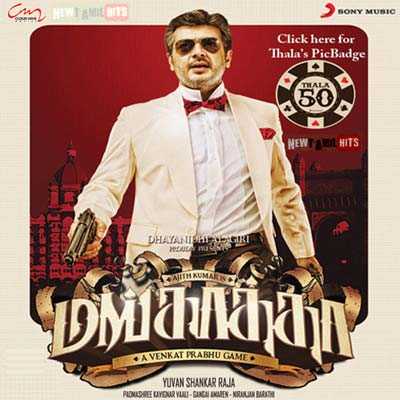 NEW TAMIL HITS
SONY MUSIC
Click here for
Thala's PicBadge
THALA
50
NEW TAMIL HITS
DHAYANIDHI ALAGIRI
AJITH KUMAR IS
மங்காத்தா
A VENKAT PRABHU GAME
YUVAN SHANKAR RAJA
PADMASHREE KAVIGNAR VAALI - GANGAI AMAREN - NIRANJAN BARATHI